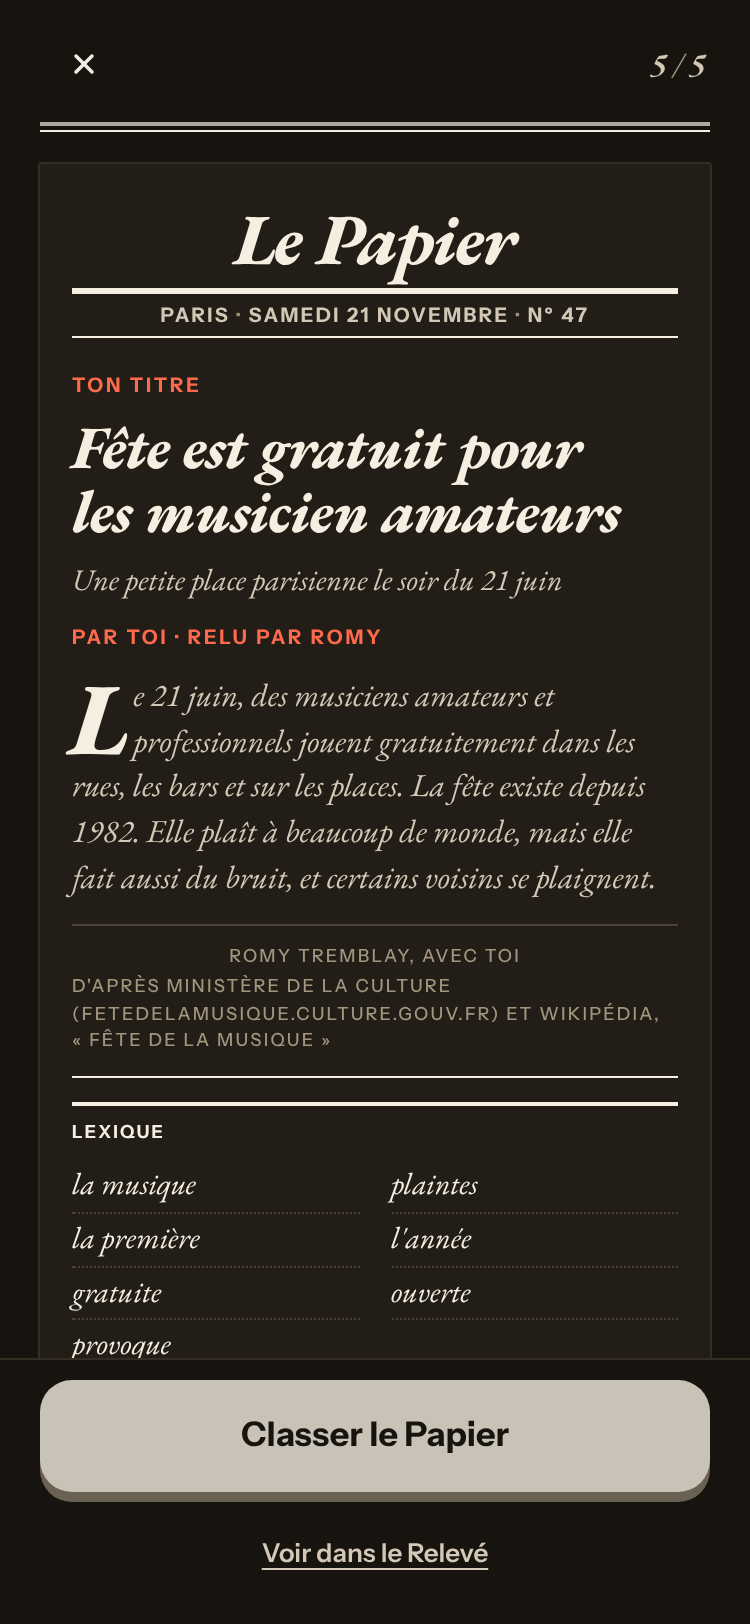 5 / 5
Le Papier
PARIS · SAMEDI 21 NOVEMBRE · N° 47
TON TITRE
Fête est gratuit pour
les musicien amateurs
Une petite place parisienne le soir du 21 juin
PAR TOI · RELU PAR ROMY
Le 21 juin, des musiciens amateurs et
professionnels jouent gratuitement dans les
rues, les bars et sur les places. La fête existe depuis
1982. Elle plaît à beaucoup de monde, mais elle
fait aussi du bruit, et certains voisins se plaignent.
ROMY TREMBLAY, AVEC TOI
D'APRÈS MINISTÈRE DE LA CULTURE
(FETEDELAMUSIQUE.CULTURE.GOUV.FR) ET WIKIPÉDIA,
« FÊTE DE LA MUSIQUE »
LEXIQUE
la musique
plaintes
la première
l'année
gratuite
ouverte
provoque
Classer le Papier
Voir dans le Relevé